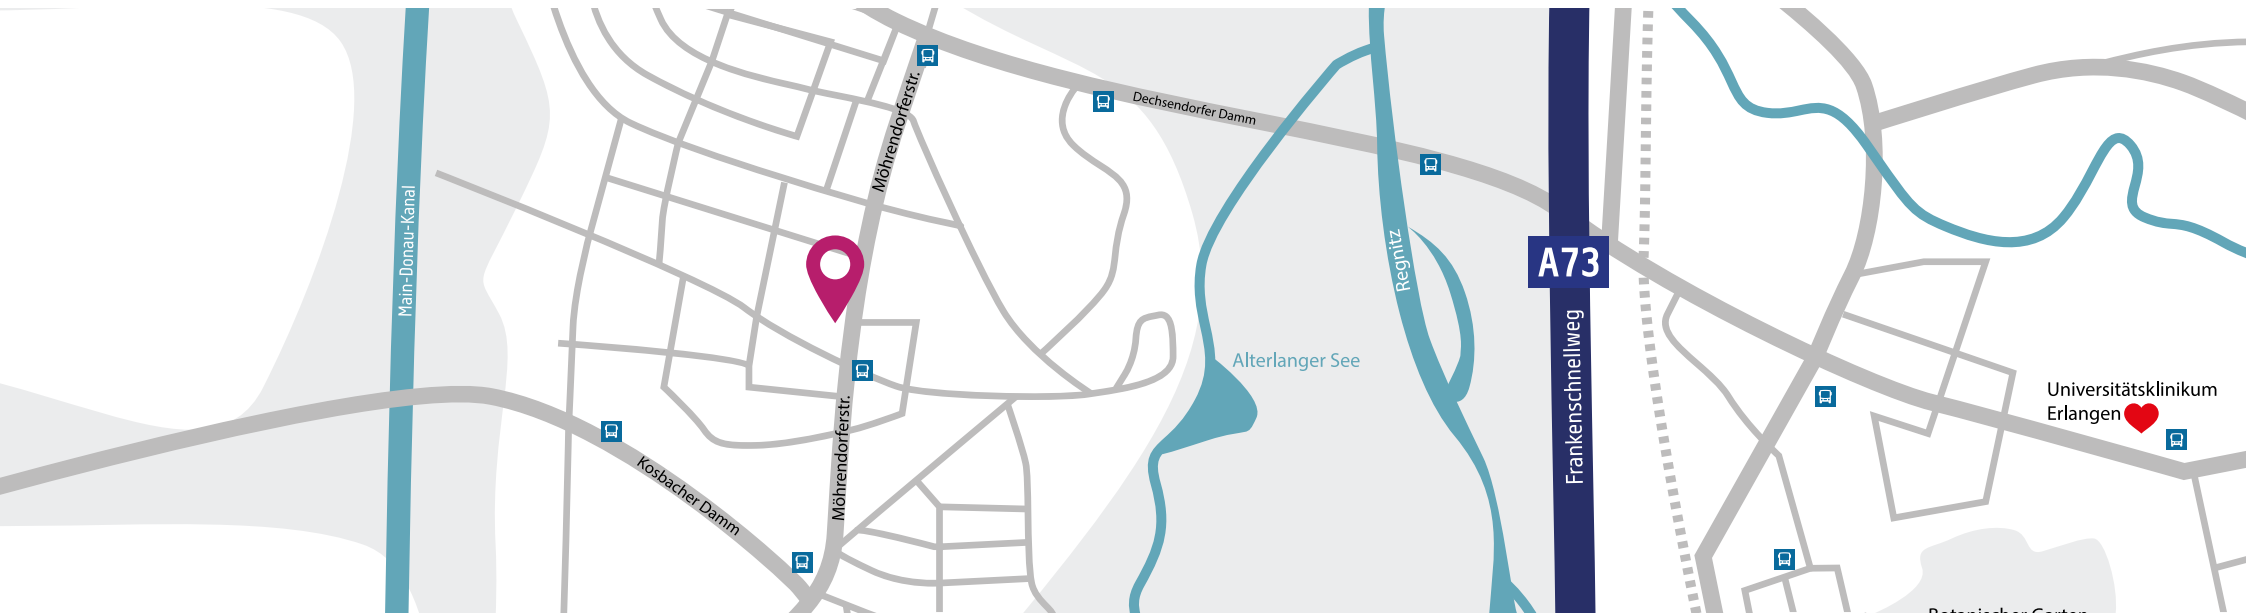 Möhrendorferstr.
Dechsendorfer Damm
Main-Donau-Kanal
Regnitz
A73
Frankenschnellweg
Alterlanger See
Universitätsklinikum
Erlangen
Möhrendorferstr.
Kosbacher Damm